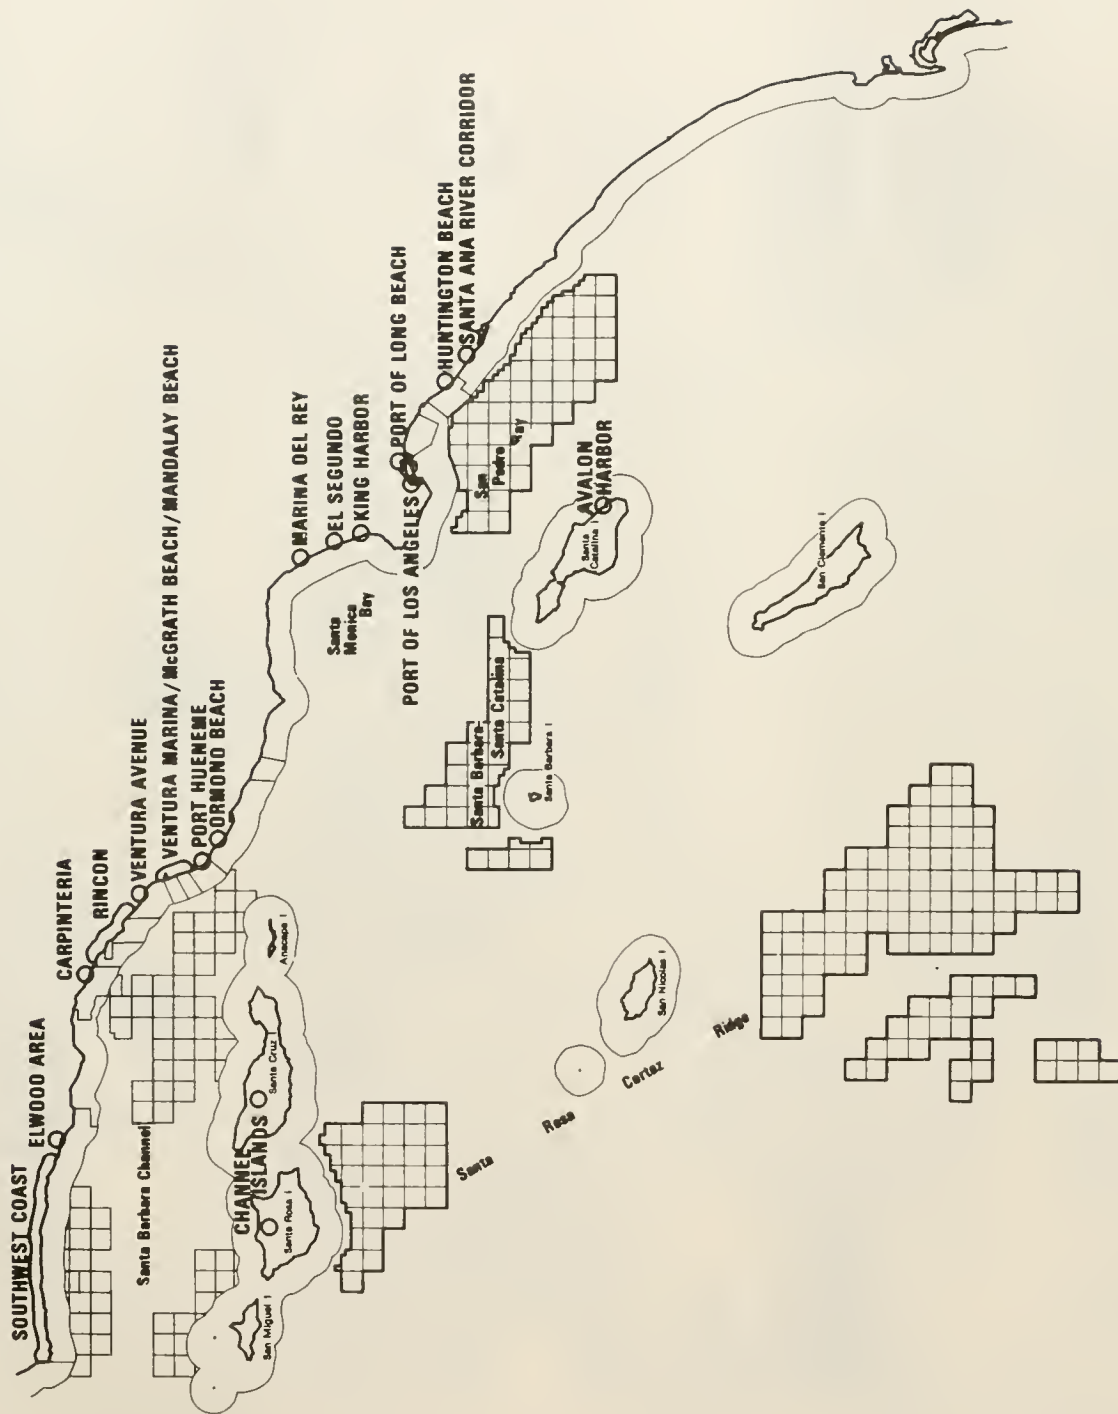 SOUTHWEST COAST
ELWOOO AREA
CARPINTERIA
RINCON
VENTURA AVENUE
VENTURA MARINA/McGRATH BEACH/MANDALAY BEACH
PORT HUENEME
ORMONO BEACH
MARINA DEL REY
EL SEGUNDO
KING HARBOR
PORT OF LOS ANGELES
PORT OF LONG BEACH
HUNTINGTON BEACH
SANTA ANA RIVER CORRIDOR
Santa Barbara Channel
CHANNEL
ISLANDS
San Miguel I
Santa Rosa I
Santa Cruz I
Anacapa I
Santa
Monica
Bay
San
Pedro
Bay
AVALON
HARBOR
Santa
Catalina I
Santa Barbara
Santa Catalina
Santa Barbara I
San Clemente I
San Nicolas I
Santa
Rosa
Cortez
Ridge